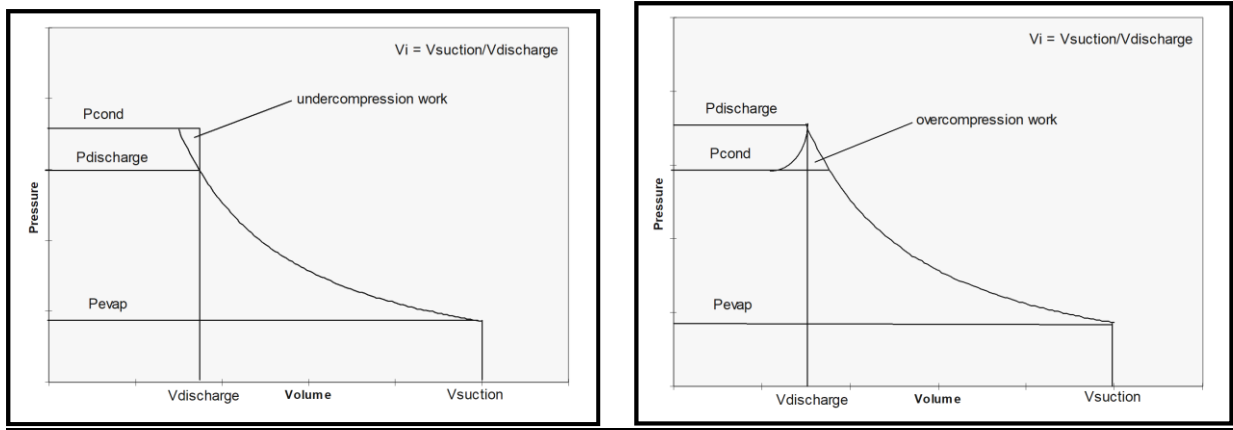 Vi = Vsuction/Vdischarge
undercompression work
Pcond
Pdischarge
Pevap
Pressure
Vdischarge
Volume
Vsuction
Vi = Vsuction/Vdischarge
Pdischarge
overcompression work
Pcond
Pevap
Pressure
Vdischarge
Volume
Vsuction